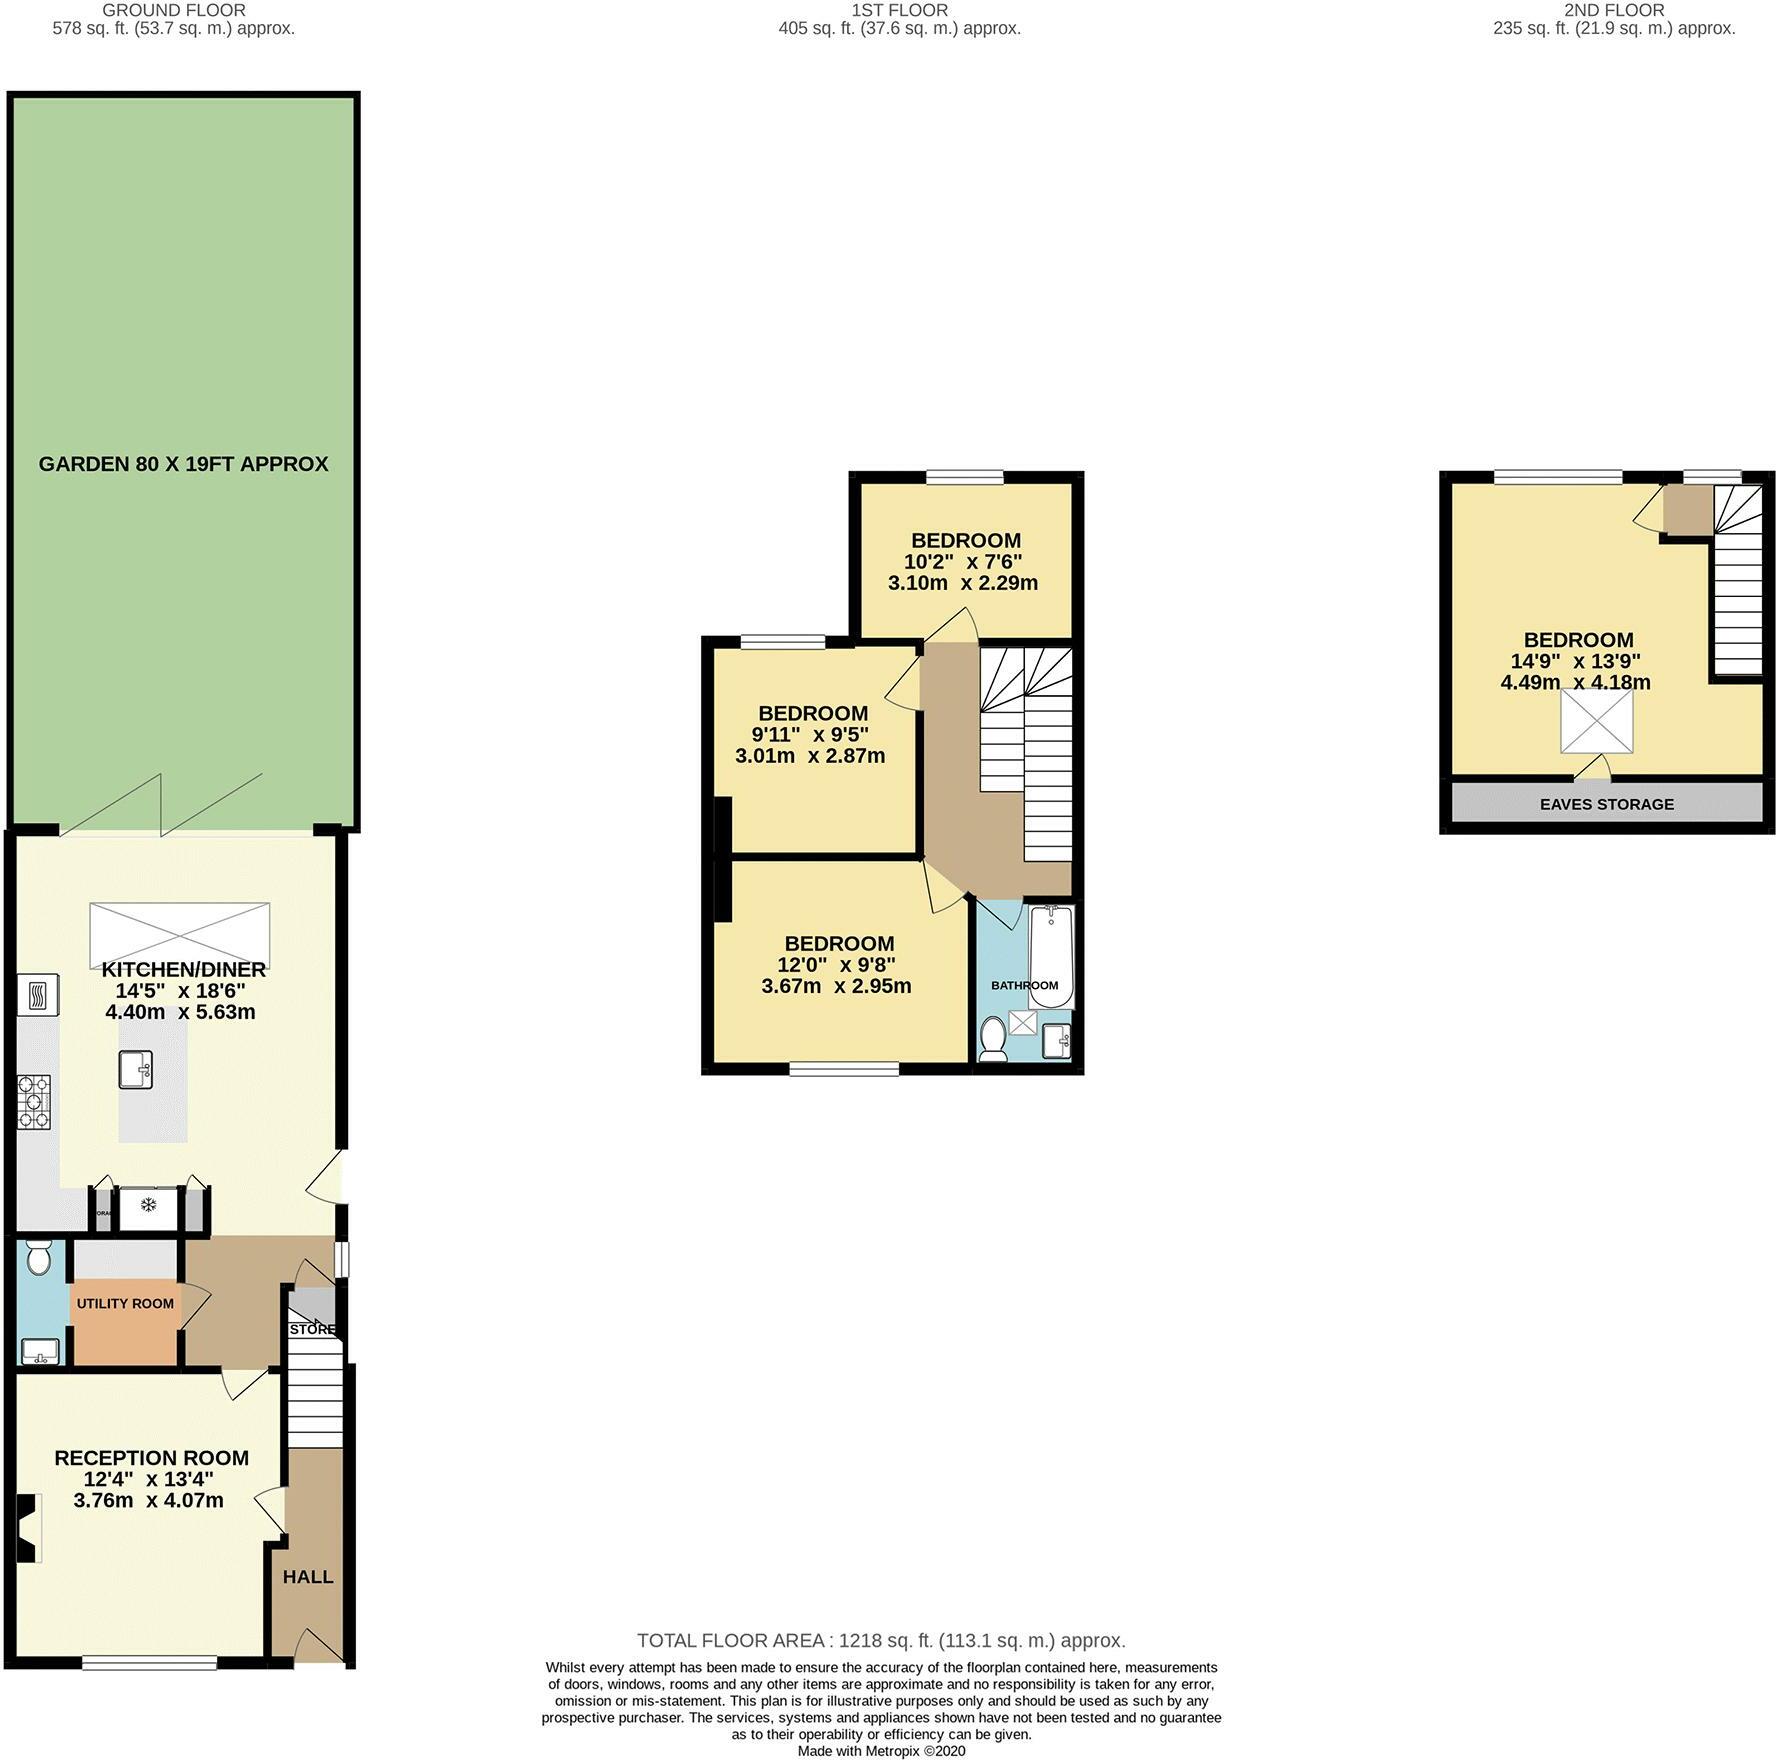 GROUND FLOOR
578 sq. ft. (53.7 sq. m.) approx.
1ST FLOOR
405 sq. ft. (37.6 sq. m.) approx.
2ND FLOOR
235 sq. ft. (21.9 sq. m.) approx.
GARDEN 80 X 19FT APPROX
KITCHEN/DINER
14'5" x 18'6"
4.40m x 5.63m
UTILITY ROOM
STORE
RECEPTION ROOM
12'4" x 13'4"
3.76m x 4.07m
HALL
BEDROOM
10'2" x 7'6"
3.10m x 2.29m
BEDROOM
9'11" x 9'5"
3.01m x 2.87m
BEDROOM
12'0" x 9'8"
3.67m x 2.95m
BATHROOM
BEDROOM
14'9" x 13'9"
4.49m x 4.18m
EAVES STORAGE
TOTAL FLOOR AREA : 1218 sq. ft. (113.1 sq. m.) approx.
Whilst every attempt has been made to ensure the accuracy of the floorplan contained here, measurements
of doors, windows, rooms and any other items are approximate and no responsibility is taken for any error,
omission or mis-statement. This plan is for illustrative purposes only and should be used as such by any
prospective purchaser. The services, systems and appliances shown have not been tested and no guarantee
as to their operability or efficiency can be given.
Made with Metropix ©2020